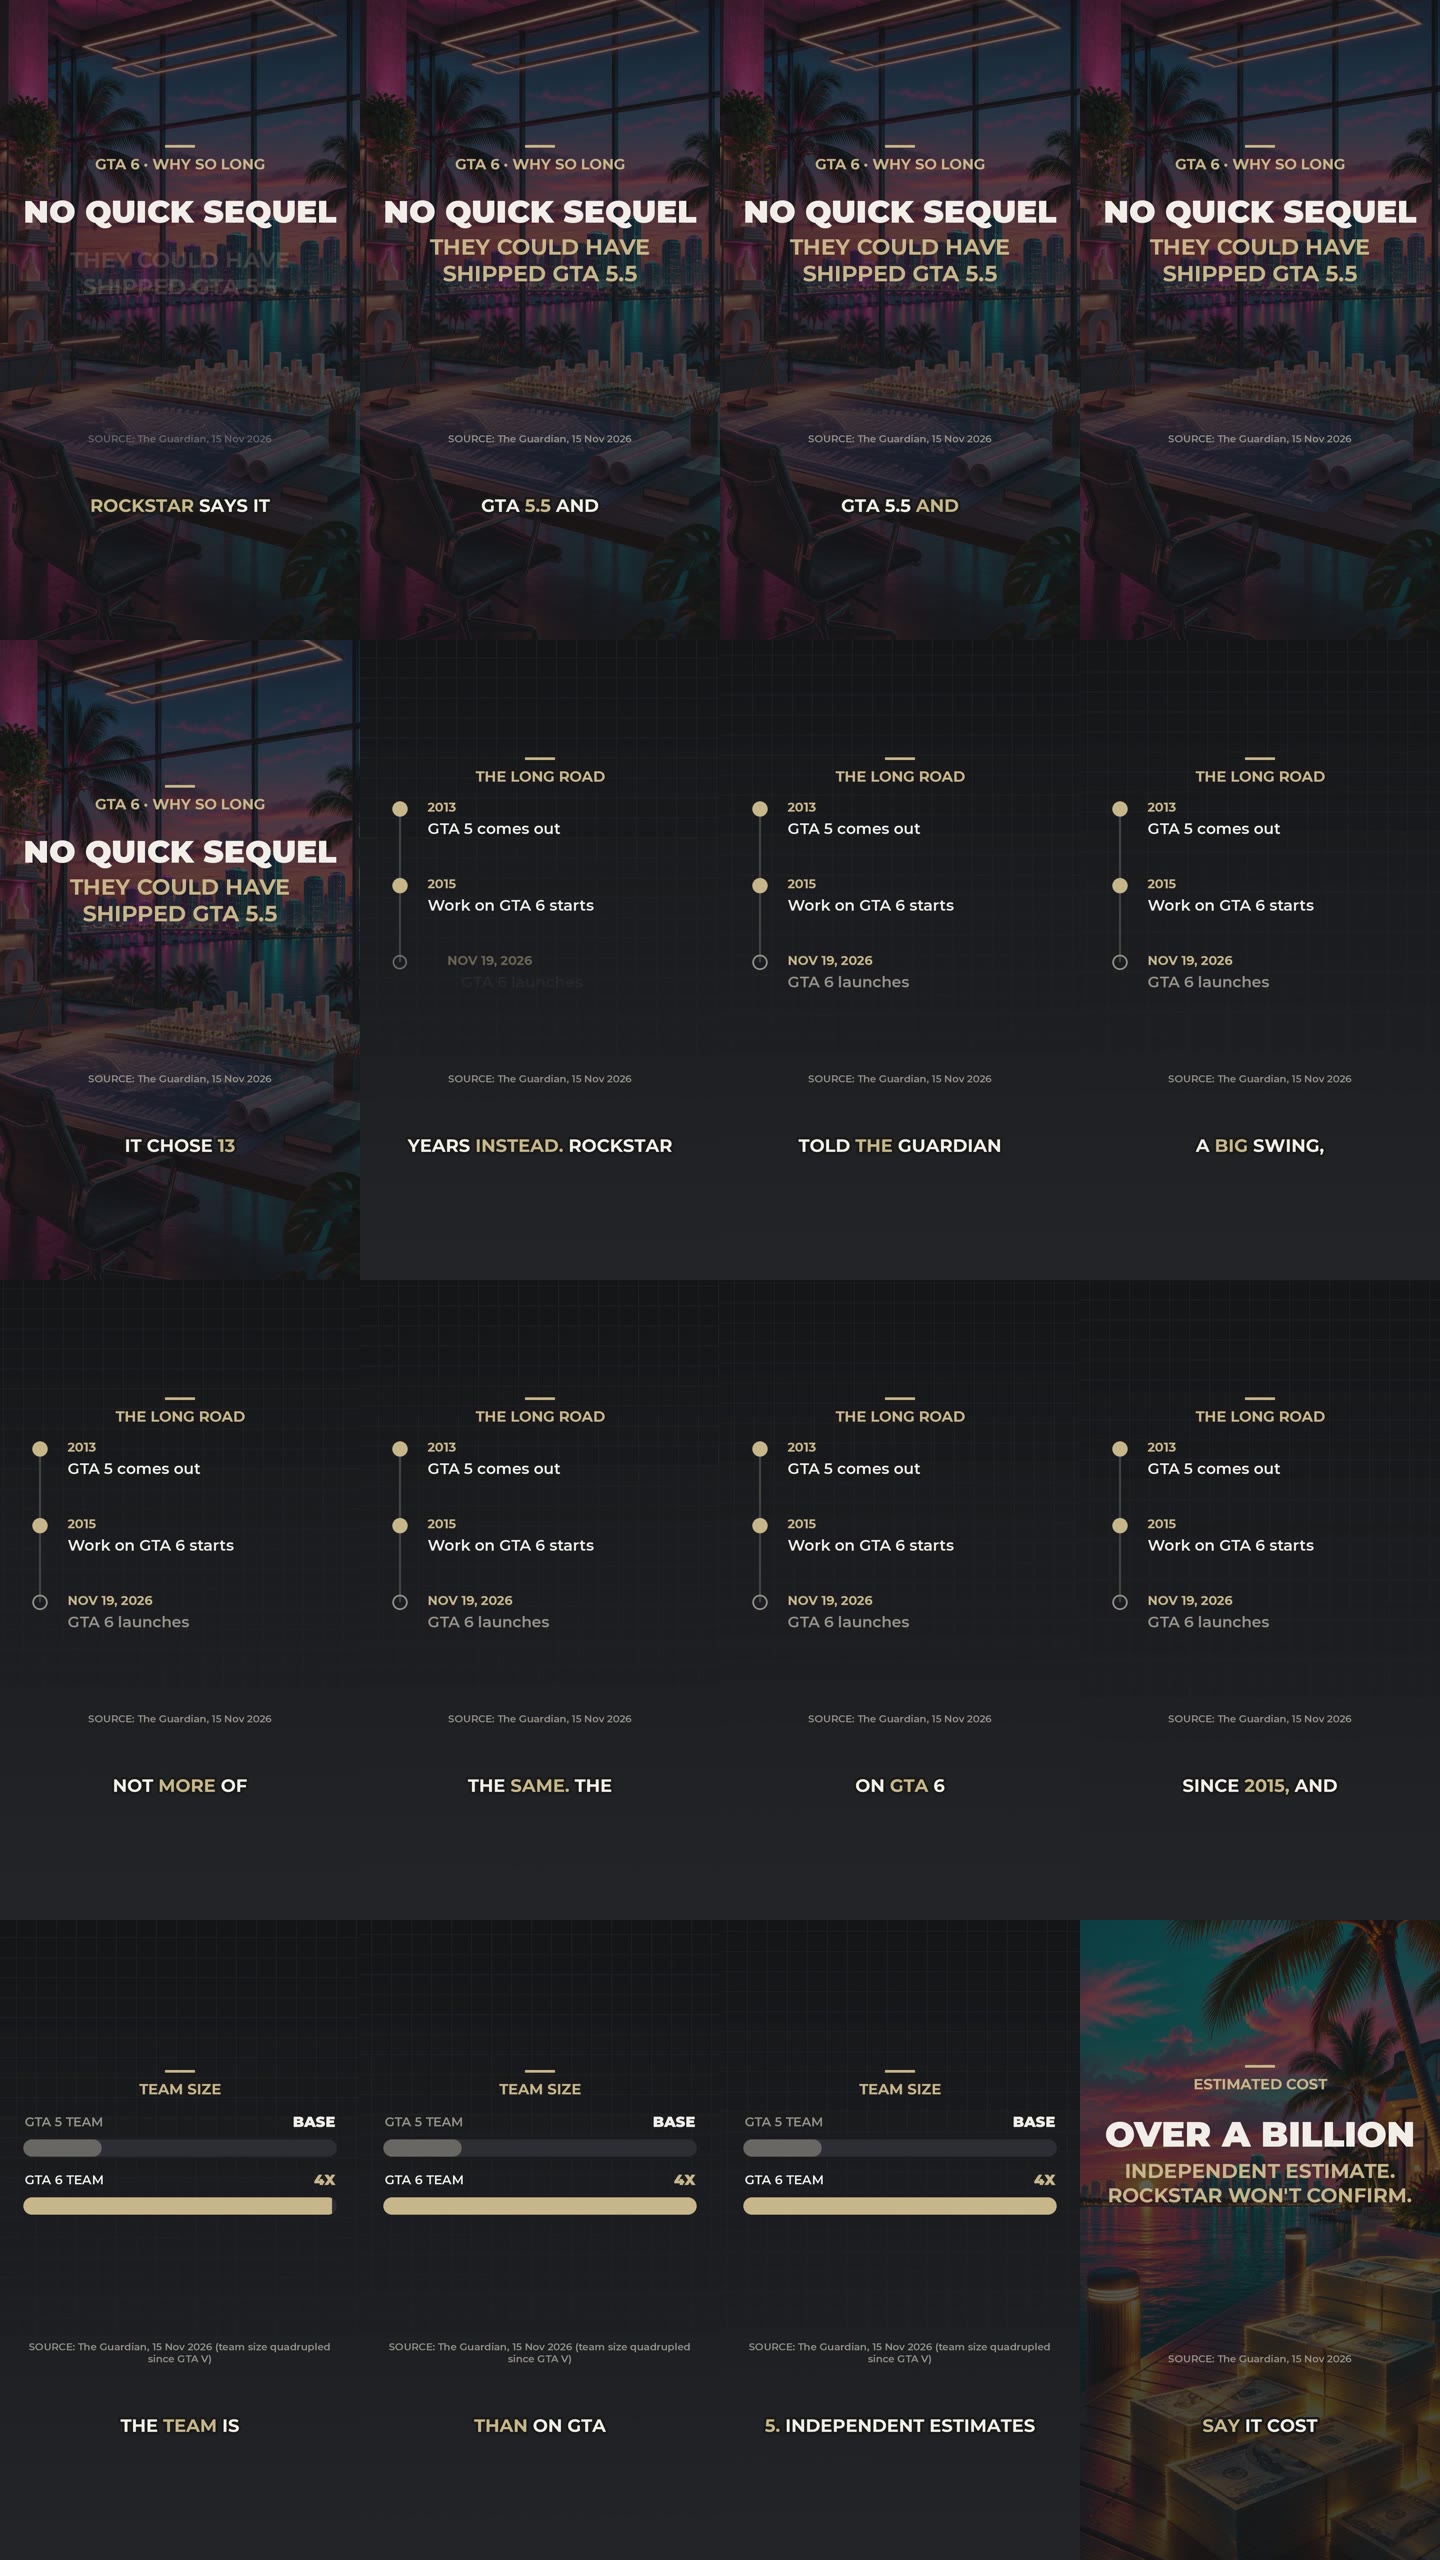 GTA 6 · WHY SO LONG
NO QUICK SEQUEL
THEY COULD HAVE
SHIPPED GTA 5.5
SOURCE: The Guardian, 15 Nov 2026
ROCKSTAR SAYS IT
GTA 6 · WHY SO LONG
NO QUICK SEQUEL
THEY COULD HAVE
SHIPPED GTA 5.5
SOURCE: The Guardian, 15 Nov 2026
GTA 5.5 AND
GTA 6 · WHY SO LONG
NO QUICK SEQUEL
THEY COULD HAVE
SHIPPED GTA 5.5
SOURCE: The Guardian, 15 Nov 2026
GTA 5.5 AND
GTA 6 · WHY SO LONG
NO QUICK SEQUEL
THEY COULD HAVE
SHIPPED GTA 5.5
SOURCE: The Guardian, 15 Nov 2026
GTA 6 · WHY SO LONG
NO QUICK SEQUEL
THEY COULD HAVE
SHIPPED GTA 5.5
SOURCE: The Guardian, 15 Nov 2026
IT CHOSE 13
THE LONG ROAD
2013
GTA 5 comes out
2015
Work on GTA 6 starts
NOV 19, 2026
GTA 6 launches
SOURCE: The Guardian, 15 Nov 2026
YEARS INSTEAD. ROCKSTAR
THE LONG ROAD
2013
GTA 5 comes out
2015
Work on GTA 6 starts
NOV 19, 2026
GTA 6 launches
SOURCE: The Guardian, 15 Nov 2026
TOLD THE GUARDIAN
THE LONG ROAD
2013
GTA 5 comes out
2015
Work on GTA 6 starts
NOV 19, 2026
GTA 6 launches
SOURCE: The Guardian, 15 Nov 2026
A BIG SWING,
THE LONG ROAD
2013
GTA 5 comes out
2015
Work on GTA 6 starts
NOV 19, 2026
GTA 6 launches
SOURCE: The Guardian, 15 Nov 2026
NOT MORE OF
THE LONG ROAD
2013
GTA 5 comes out
2015
Work on GTA 6 starts
NOV 19, 2026
GTA 6 launches
SOURCE: The Guardian, 15 Nov 2026
THE SAME. THE
THE LONG ROAD
2013
GTA 5 comes out
2015
Work on GTA 6 starts
NOV 19, 2026
GTA 6 launches
SOURCE: The Guardian, 15 Nov 2026
ON GTA 6
THE LONG ROAD
2013
GTA 5 comes out
2015
Work on GTA 6 starts
NOV 19, 2026
GTA 6 launches
SOURCE: The Guardian, 15 Nov 2026
SINCE 2015, AND
TEAM SIZE
GTA 5 TEAM BASE
GTA 6 TEAM 4X
SOURCE: The Guardian, 15 Nov 2026 (team size quadrupled
since GTA V)
THE TEAM IS
TEAM SIZE
GTA 5 TEAM BASE
GTA 6 TEAM 4X
SOURCE: The Guardian, 15 Nov 2026 (team size quadrupled
since GTA V)
THAN ON GTA
TEAM SIZE
GTA 5 TEAM BASE
GTA 6 TEAM 4X
SOURCE: The Guardian, 15 Nov 2026 (team size quadrupled
since GTA V)
5. INDEPENDENT ESTIMATES
ESTIMATED COST
OVER A BILLION
INDEPENDENT ESTIMATE.
ROCKSTAR WON'T CONFIRM.
SOURCE: The Guardian, 15 Nov 2026
SAY IT COST